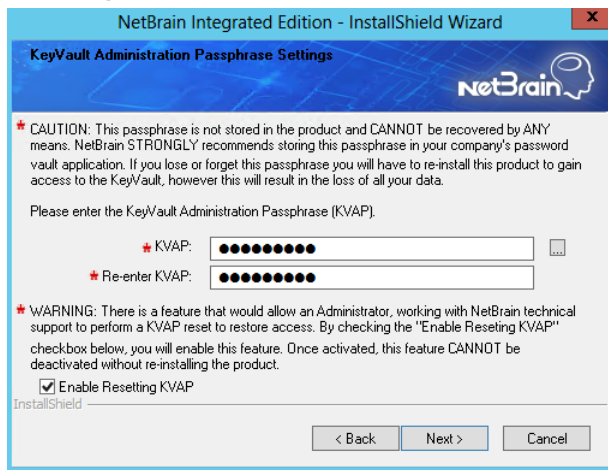 NetBrain Integrated Edition - InstallShield Wizard
x
KeyVault Administration Passphrase Settings
NetBrain
* CAUTION: This passphrase is not stored in the product and CANNOT be recovered by ANY
means. NetBrain STRONGLY recommends storing this passphrase in your company's password
vault application. If you lose or forget this passphrase you will have to re-install this product to gain
access to the KeyVault, however this will result in the loss of all your data.
Please enter the KeyVault Administration Passphrase (KVAP).
* KVAP: ●●●●●●●●● ...
* Re-enter KVAP: ●●●●●●●●●
* WARNING: There is a feature that would allow an Administrator, working with NetBrain technical
support to perform a KVAP reset to restore access. By checking the "Enable Reseting KVAP"
checkbox below, you will enable this feature. Once activated, this feature CANNOT be
deactivated without re-installing the product.
Enable Resetting KVAP
InstallShield
< Back Next > Cancel